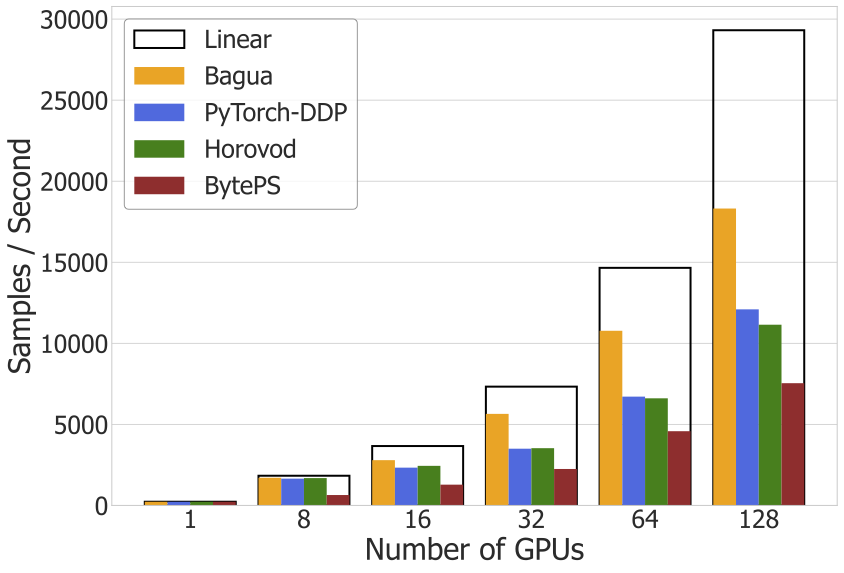 30000
25000
20000
15000
10000
5000
0
Samples / Second
Linear
Bagua
PyTorch-DDP
Horovod
BytePS
1 8 16 32 64 128
Number of GPUs